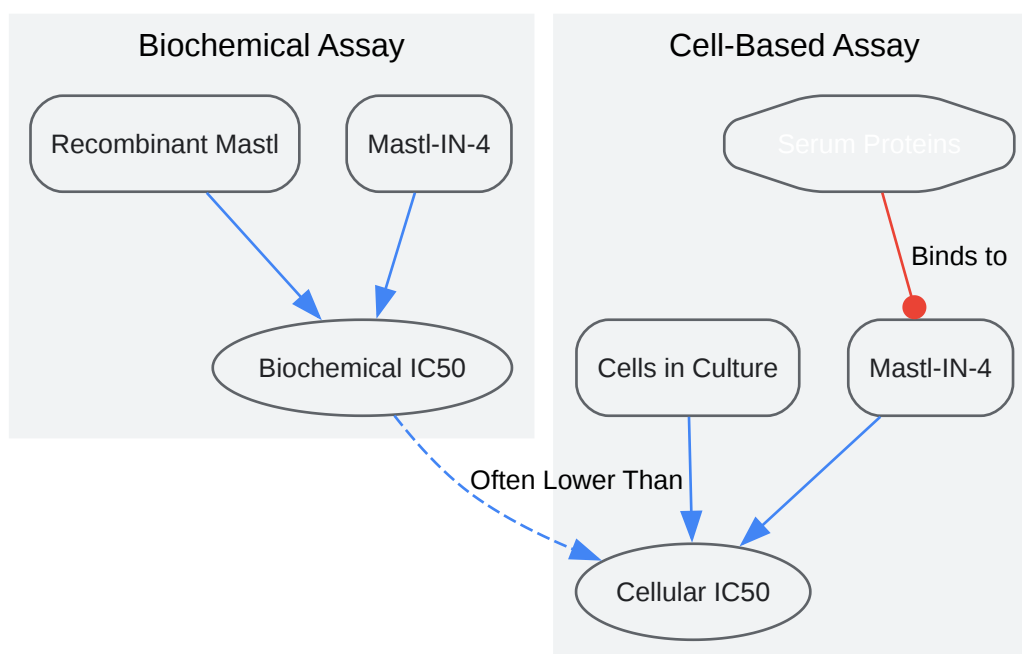 Biochemical Assay
Recombinant Mastl
Mastl-IN-4
Biochemical IC50
Often Lower Than
Cell-Based Assay
Serum Proteins
Binds to
Cells in Culture
Mastl-IN-4
Cellular IC50